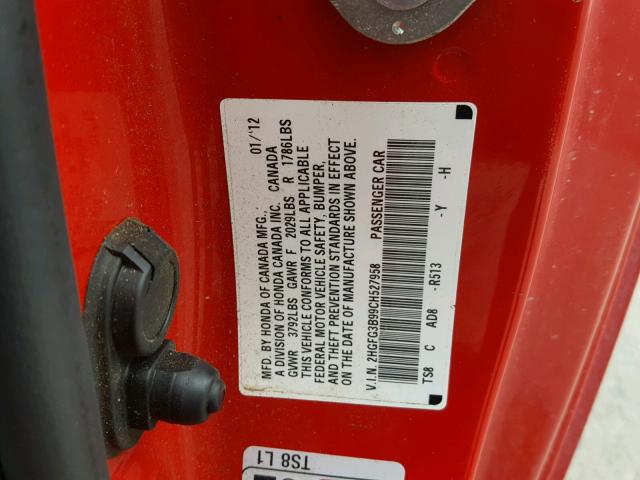 MFD. BY HONDA OF CANADA MFG. 01/'12
A DIVISION OF HONDA CANADA INC. CANADA
GVWR 3792LBS GAWR F 2029LBS R 1786LBS
THIS VEHICLE CONFORMS TO ALL APPLICABLE
FEDERAL MOTOR VEHICLE SAFETY, BUMPER,
AND THEFT PREVENTION STANDARDS IN EFFECT
ON THE DATE OF MANUFACTURE SHOWN ABOVE.
V.I.N. 2HGFG3B99CH527958 PASSENGER CAR
TS8 C AD8 -R513 -Y -H
TS8 L1